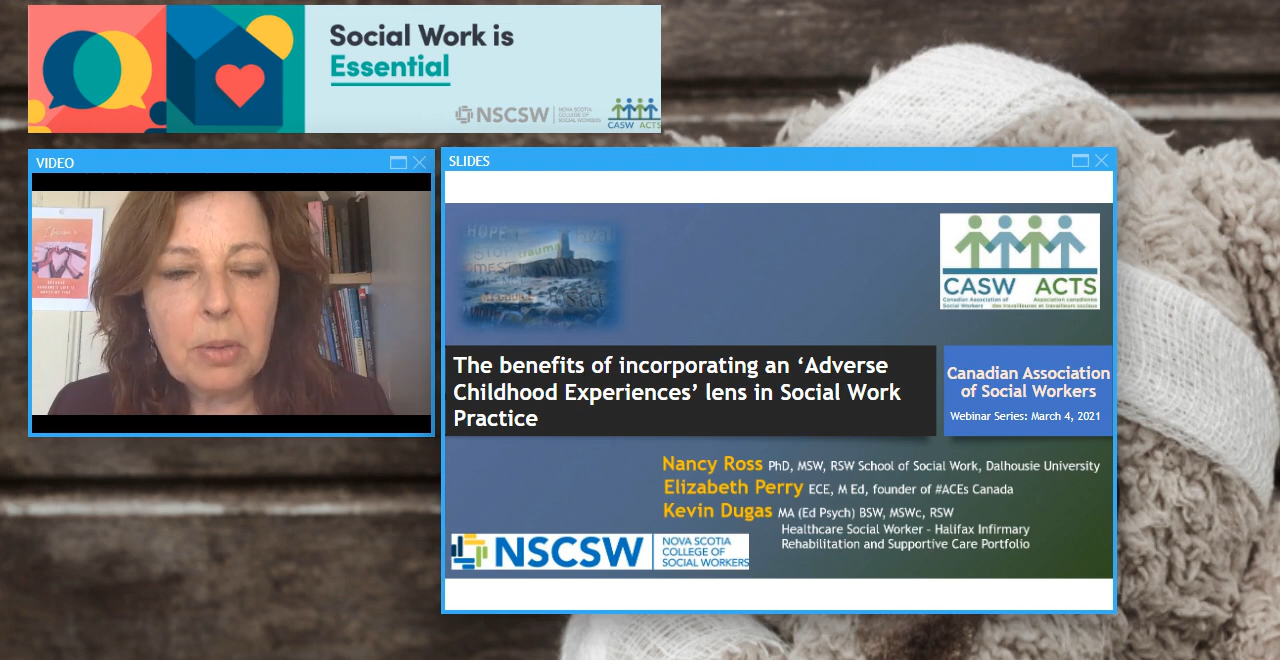 Social Work is
Essential
NSCSW
NOVA SCOTIA
COLLEGE OF
SOCIAL WORKERS
CASW ACTS
VIDEO
SLIDES
HOPE
STOP trauma
CASW ACTS
Canadian Association of
Social Workers
Association canadienne
des travailleuses et travailleurs sociaux
The benefits of incorporating an ‘Adverse
Childhood Experiences’ lens in Social Work
Practice
Canadian Association
of Social Workers
Webinar Series: March 4, 2021
Nancy Ross PhD, MSW, RSW School of Social Work, Dalhousie University
Elizabeth Perry ECE, M Ed, founder of #ACEs Canada
Kevin Dugas MA (Ed Psych) BSW, MSWc, RSW
Healthcare Social Worker – Halifax Infirmary
Rehabilitation and Supportive Care Portfolio
NSCSW
NOVA SCOTIA
COLLEGE OF
SOCIAL WORKERS